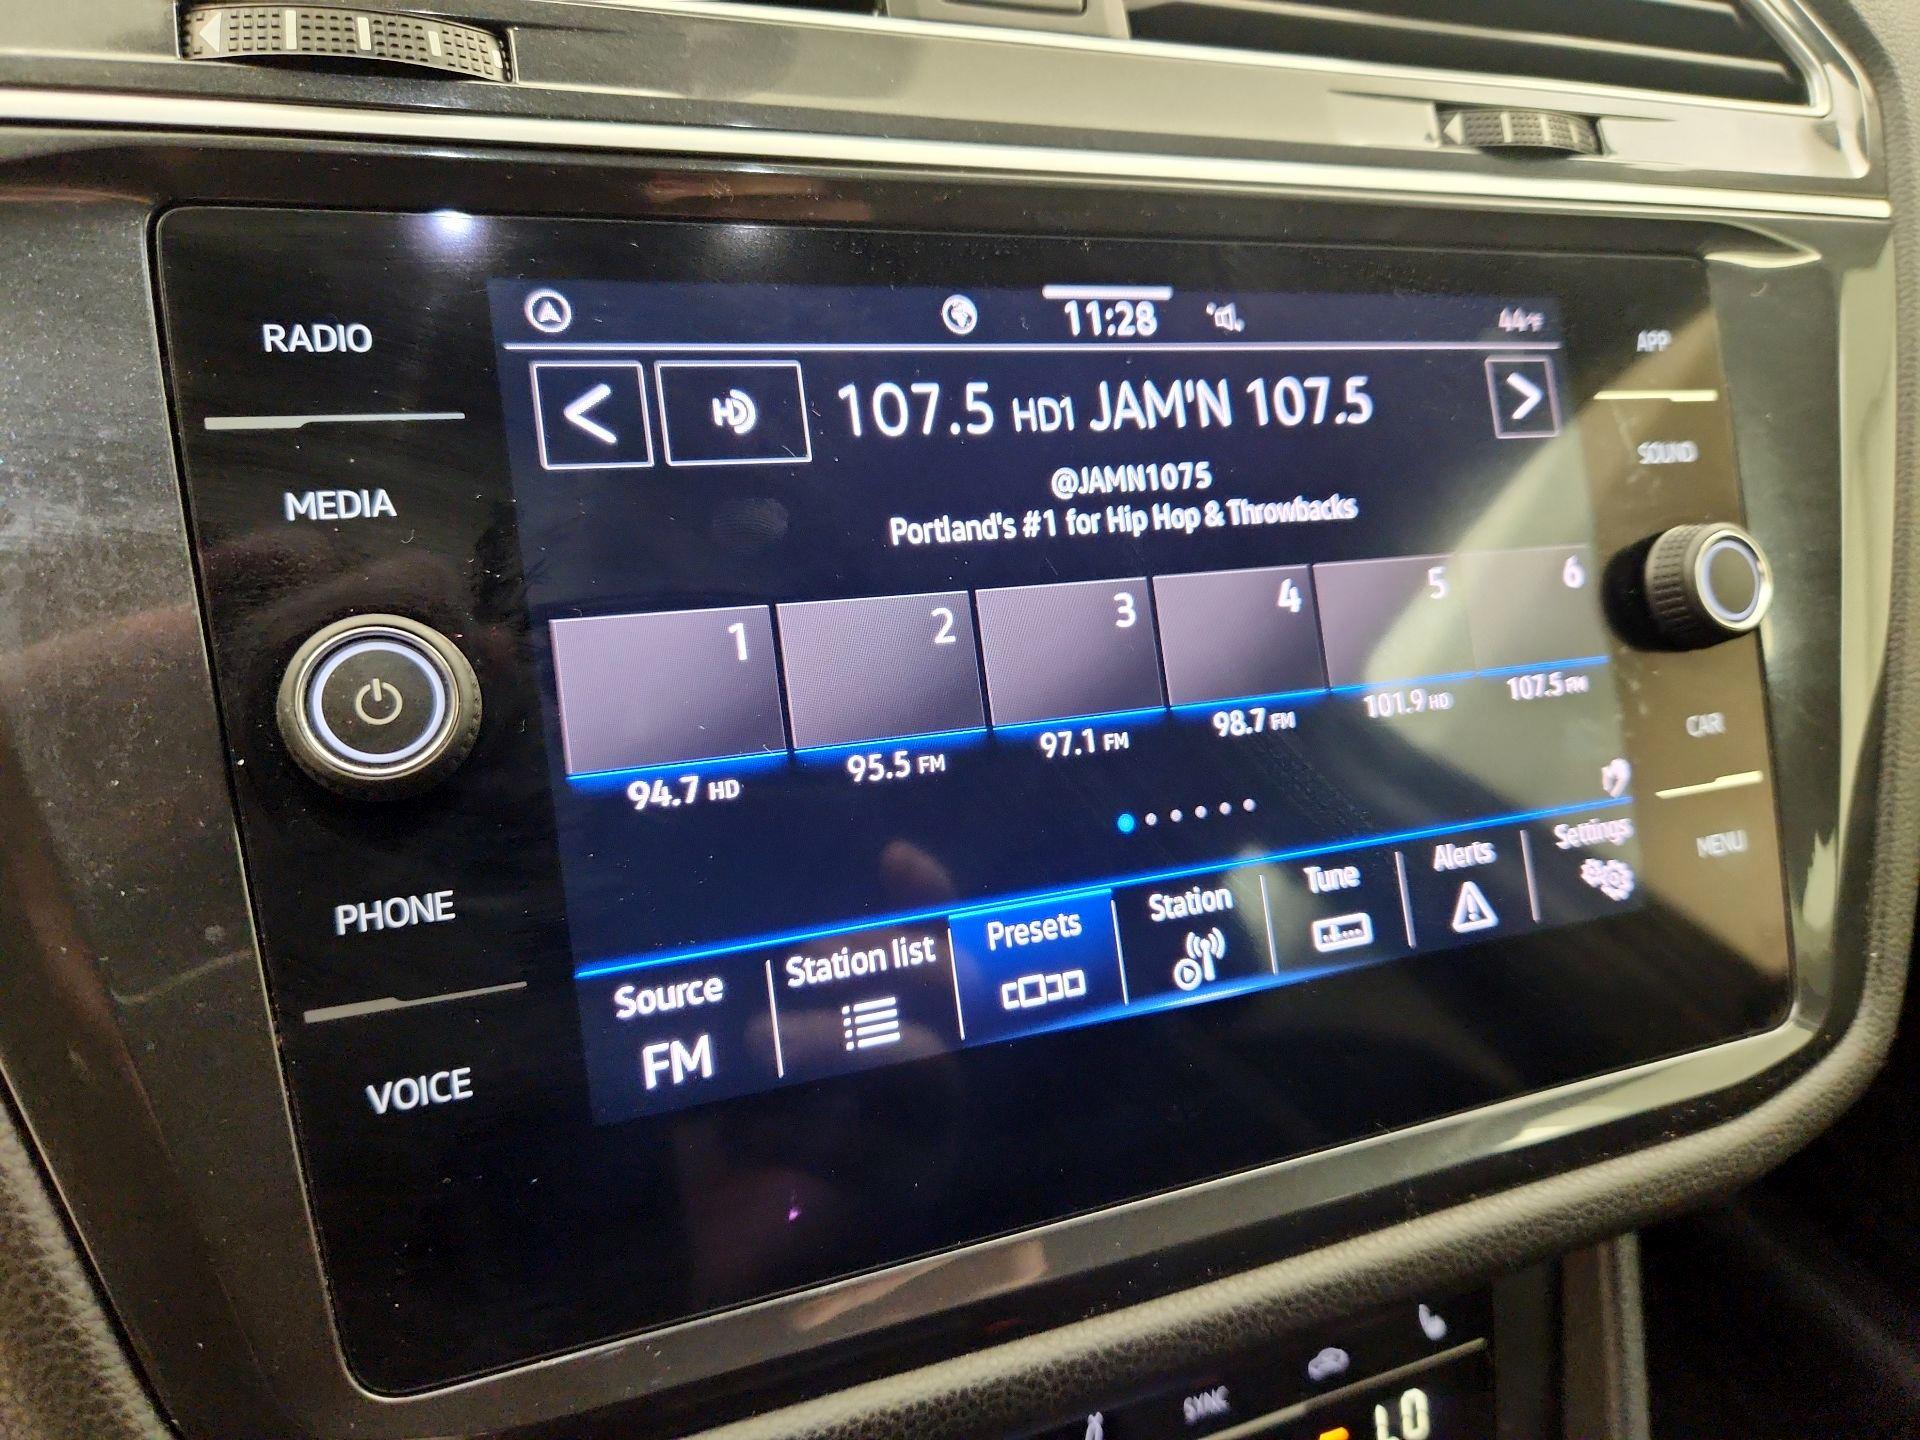 11:28
44°F
RADIO
MEDIA
PHONE
VOICE
HD
107.5 HD1 JAM'N 107.5
@JAMN1075
Portland's #1 for Hip Hop & Throwbacks
1 2 3 4 5 6
94.7 HD 95.5 FM 97.1 FM 98.7 FM 101.9 HD 107.5 FM
Source Station list Presets Station Tune Alerts Settings
FM
APP
SOUND
CAR
MENU
SYNC
LO